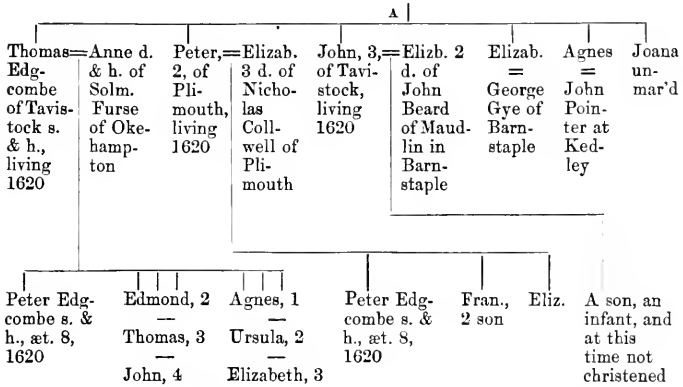 A
Thomas=
Edg-
combe
of Tavis-
tock s.
& h.,
living
1620
Anne d.
& h. of
Solm.
Furse
of Oke-
hamp-
ton
Peter,=
2, of
Pli-
mouth,
living
1620
Elizab.
3 d. of
Nicho-
las
Coll-
well of
Pli-
mouth
John, 3,=
of Tavi-
stock,
living
1620
Elizb. 2
d. of
John
Beard
of Maud-
lin in
Barn-
staple
Elizab.
=
George
Gye of
Barn-
staple
Agnes
=
John
Poin-
ter at
Ked-
ley
Joana
un-
mar'd
Peter Edg-
combe s. &
h., æt. 8,
1620
Edmond, 2
—
Thomas, 3
—
John, 4
Agnes, 1
—
Ursula, 2
—
Elizabeth, 3
Peter Edg-
combe s. &
h., æt. 8,
1620
Fran.,
2 son
Eliz.
A son, an
infant, and
at this
time not
christened